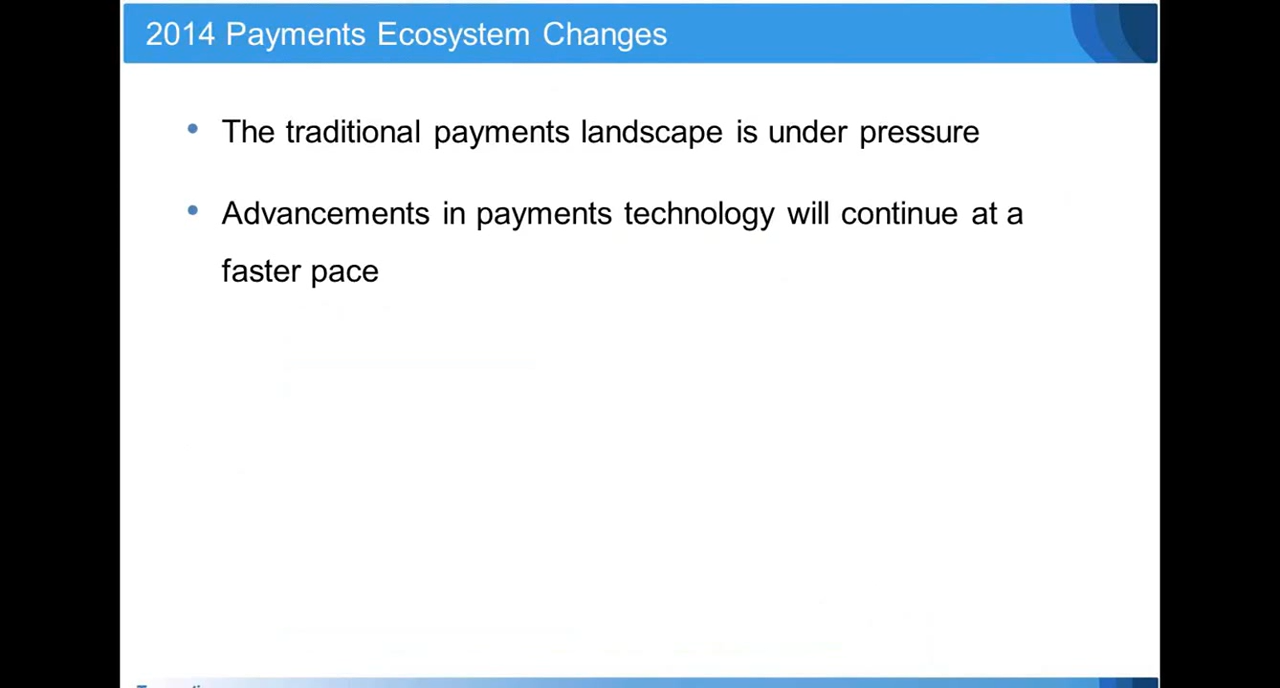 2014 Payments Ecosystem Changes
• The traditional payments landscape is under pressure
• Advancements in payments technology will continue at a
faster pace